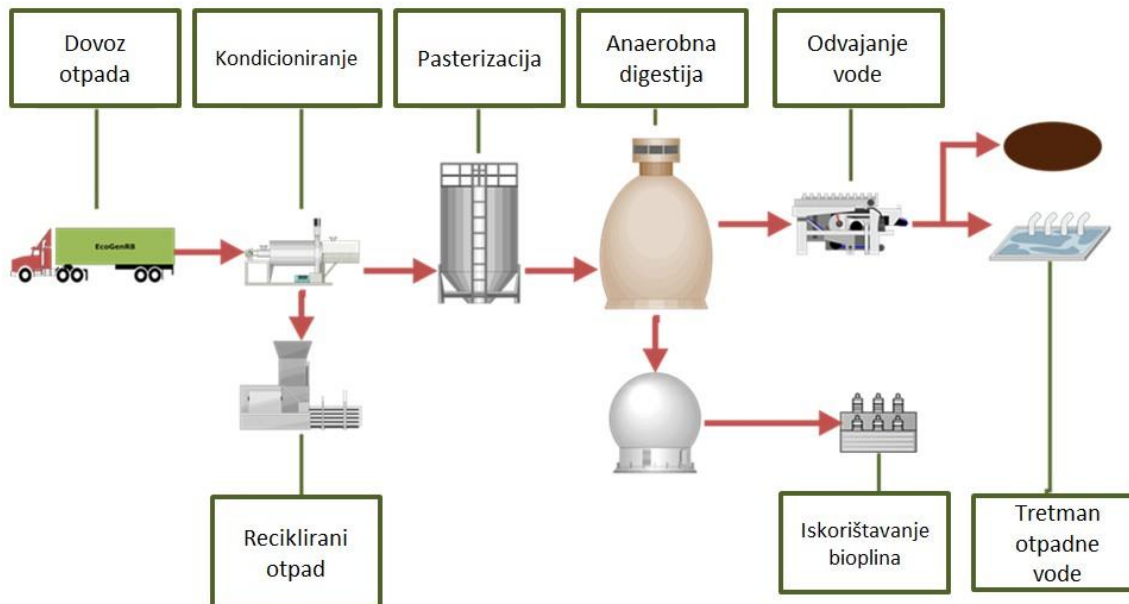 Dovoz
otpada
Kondicioniranje
Pasterizacija
Anaerobna
digestija
Odvajanje
vode
EcoGenRB
Reciklirani
otpad
Iskorištavanje
bioplina
Tretman
otpadne
vode